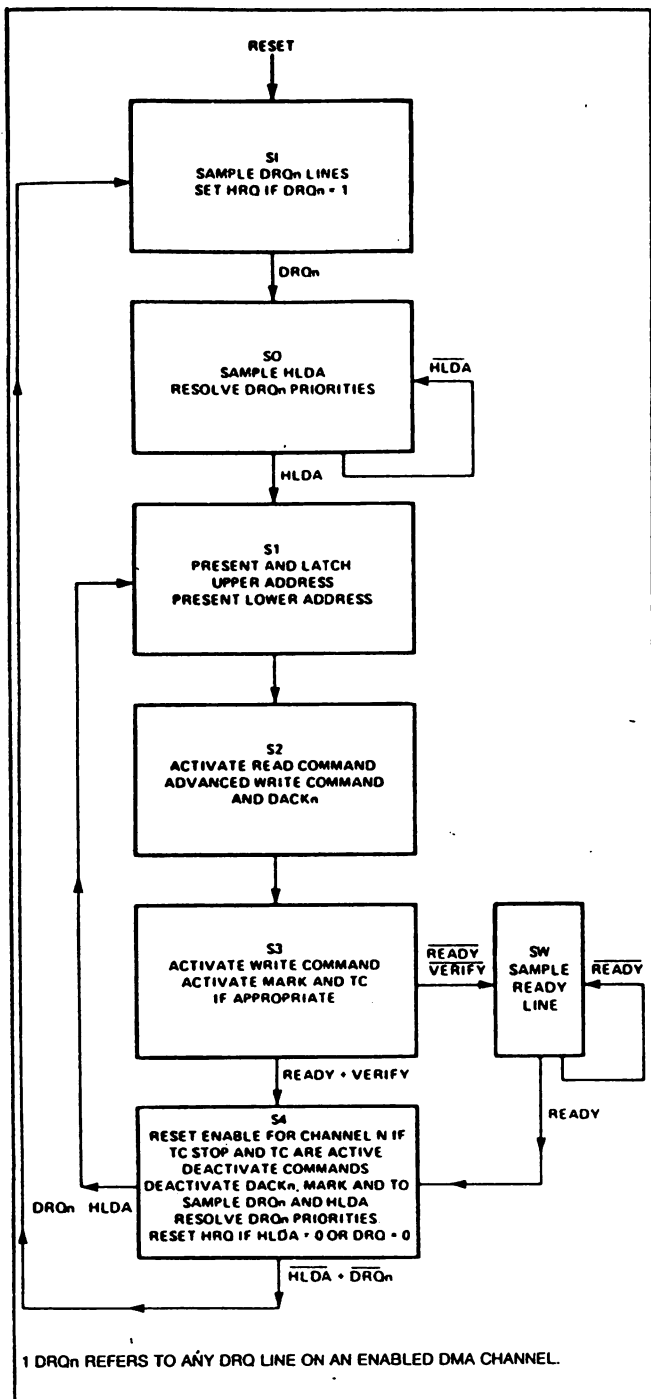 RESET
SI
SAMPLE DRQn LINES
SET HRQ IF DRQn = 1
DRQn
SO
SAMPLE HLDA
RESOLVE DRQn PRIORITIES
HLDA
HLDA
S1
PRESENT AND LATCH
UPPER ADDRESS
PRESENT LOWER ADDRESS
S2
ACTIVATE READ COMMAND
ADVANCED WRITE COMMAND
AND DACKn
S3
ACTIVATE WRITE COMMAND
ACTIVATE MARK AND TC
IF APPROPRIATE
READY
VERIFY
SW
SAMPLE
READY
LINE
READY
READY + VERIFY
READY
S4
RESET ENABLE FOR CHANNEL N IF
TC STOP AND TC ARE ACTIVE
DEACTIVATE COMMANDS
DEACTIVATE DACKn, MARK AND TO
SAMPLE DRQn AND HLDA
RESOLVE DRQn PRIORITIES
RESET HRQ IF HLDA = 0 OR DRQ = 0
DRQn HLDA
HLDA + DRQn
1 DRQn REFERS TO ANY DRQ LINE ON AN ENABLED DMA CHANNEL.